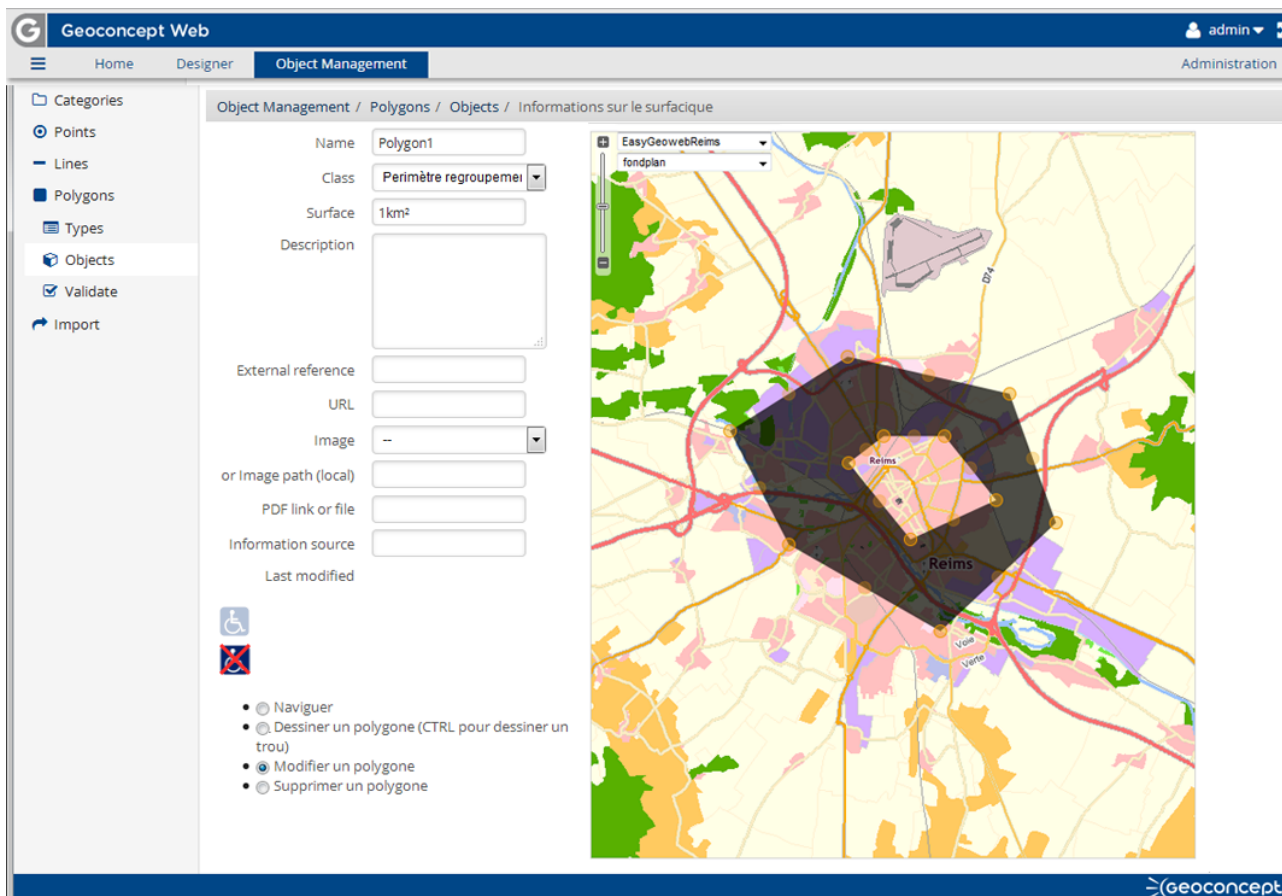 G Geoconcept Web
admin
Home Designer Object Management Administration
Categories
Points
Lines
Polygons
Types
Objects
Validate
Import
Object Management / Polygons / Objects / Informations sur le surfacique
Name Polygon1
Class Perimètre regroupemer
Surface 1km²
Description
External reference
URL
Image --
or Image path (local)
PDF link or file
Information source
Last modified
Naviguer
Dessiner un polygone (CTRL pour dessiner un
trou)
Modifier un polygone
Supprimer un polygone
EasyGeowebReims
fondplan
D74
Reims
Reims
Voie
Verte
Geoconcept